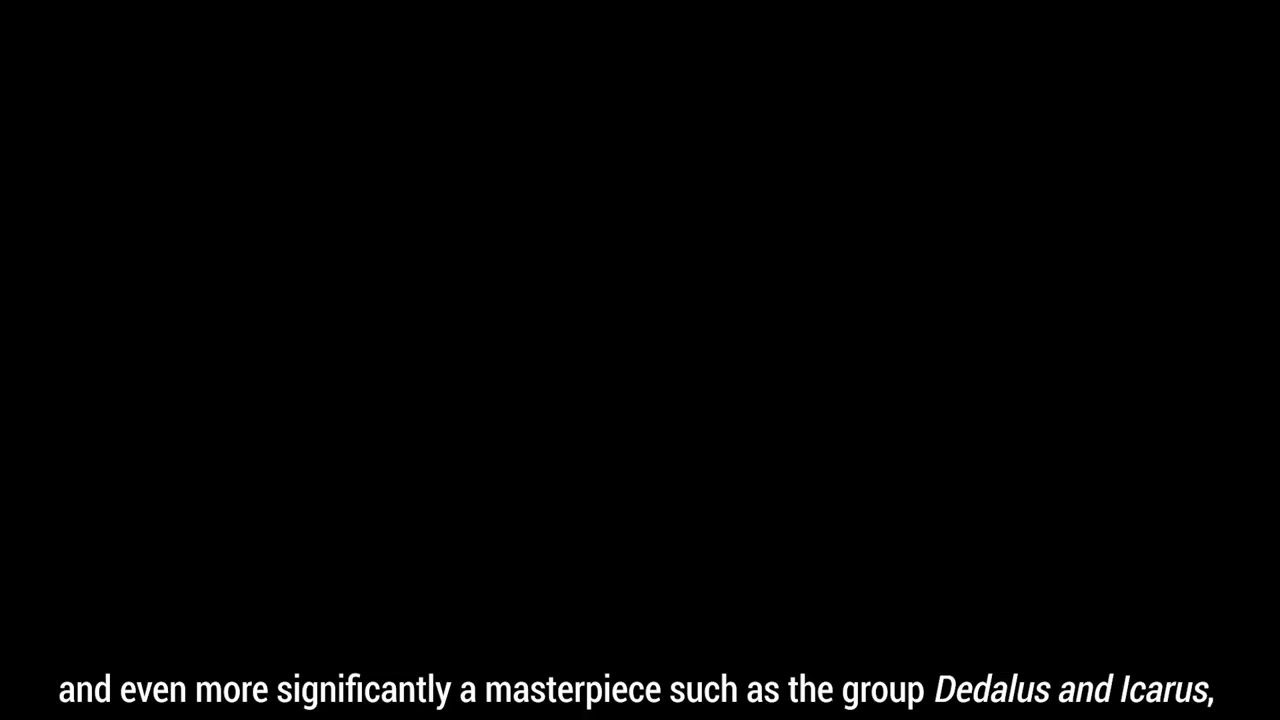 and even more significantly a masterpiece such as the group Dedalus and Icarus,